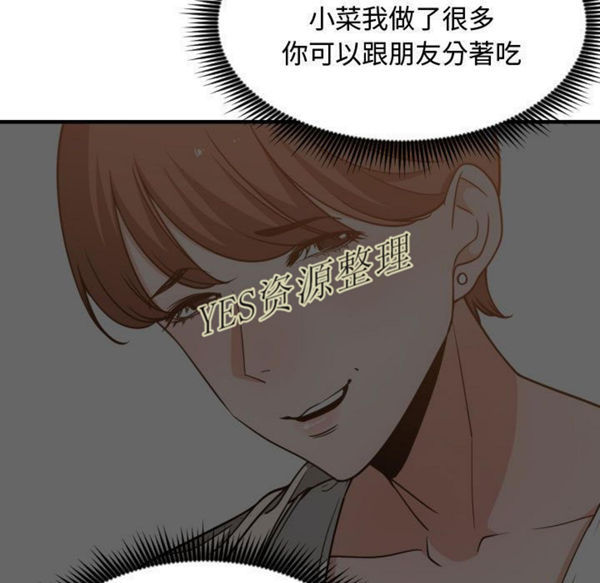 小菜我做了很多
你可以跟朋友分著吃
YES资源整理